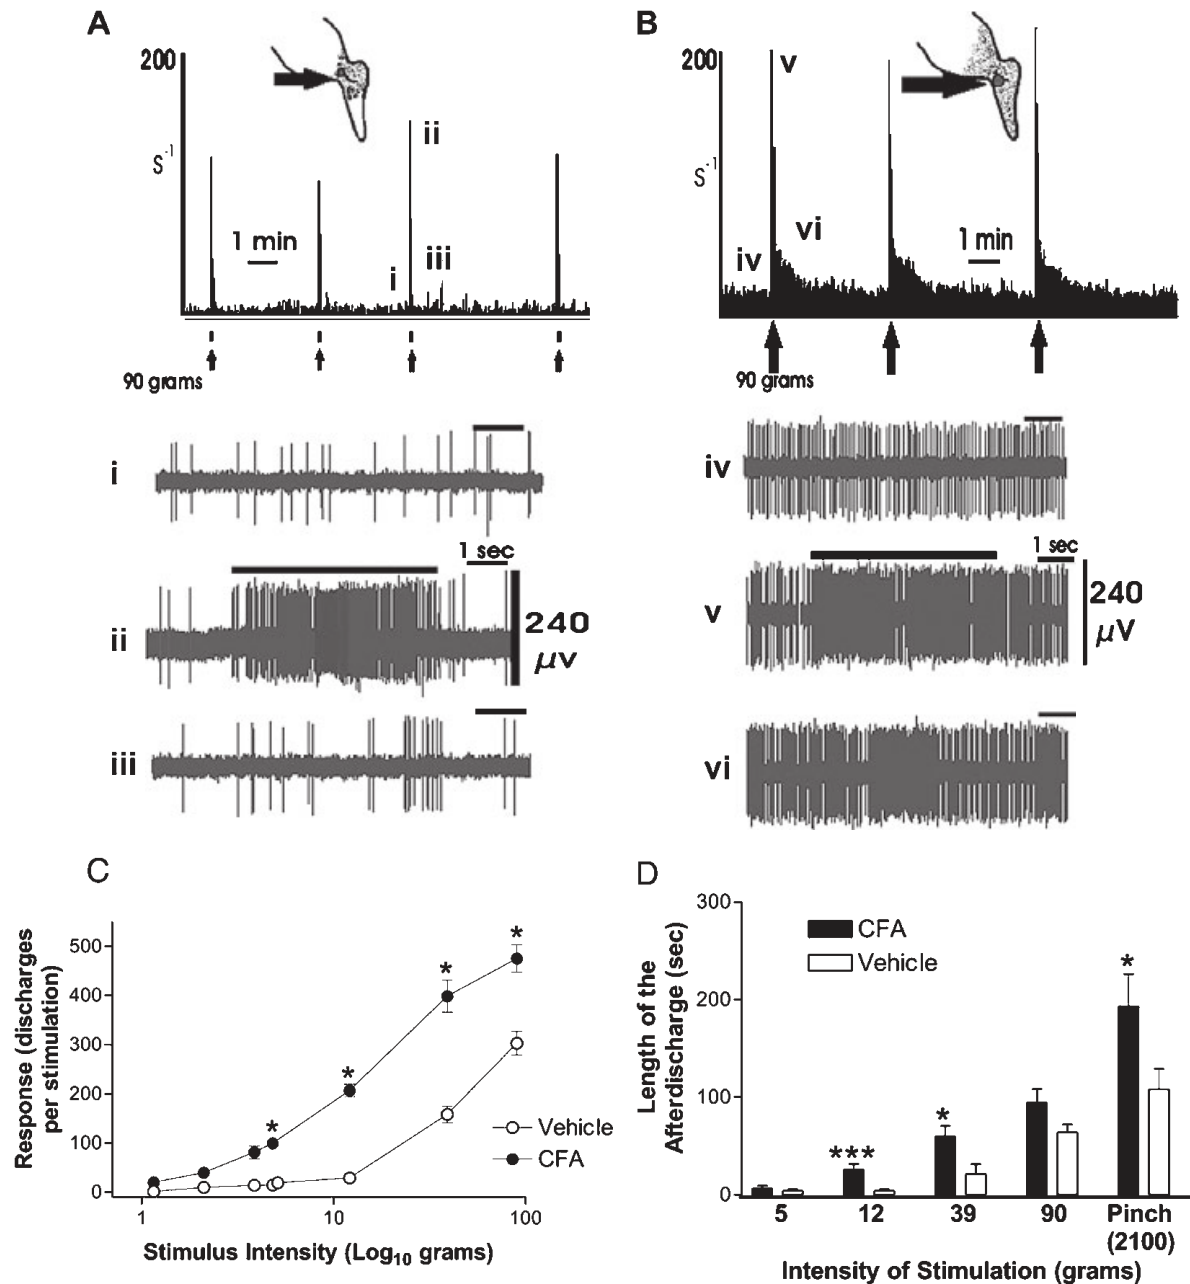 A
200
S-1
ii
1 min
i
iii
90 grams
B
200
v
S-1
vi
iv
1 min
90 grams
i
1 sec
ii
240
μv
iii
iv
1 sec
v
240
μV
vi
C
Response (discharges
per stimulation)
500
400
300
200
100
0
*
*
*
*
Vehicle
CFA
1
10
100
Stimulus Intensity (Log10 grams)
D
Length of the
Afterdischarge (sec)
300
200
100
0
CFA
Vehicle
***
*
*
5
12
39
90
Pinch
(2100)
Intensity of Stimulation (grams)